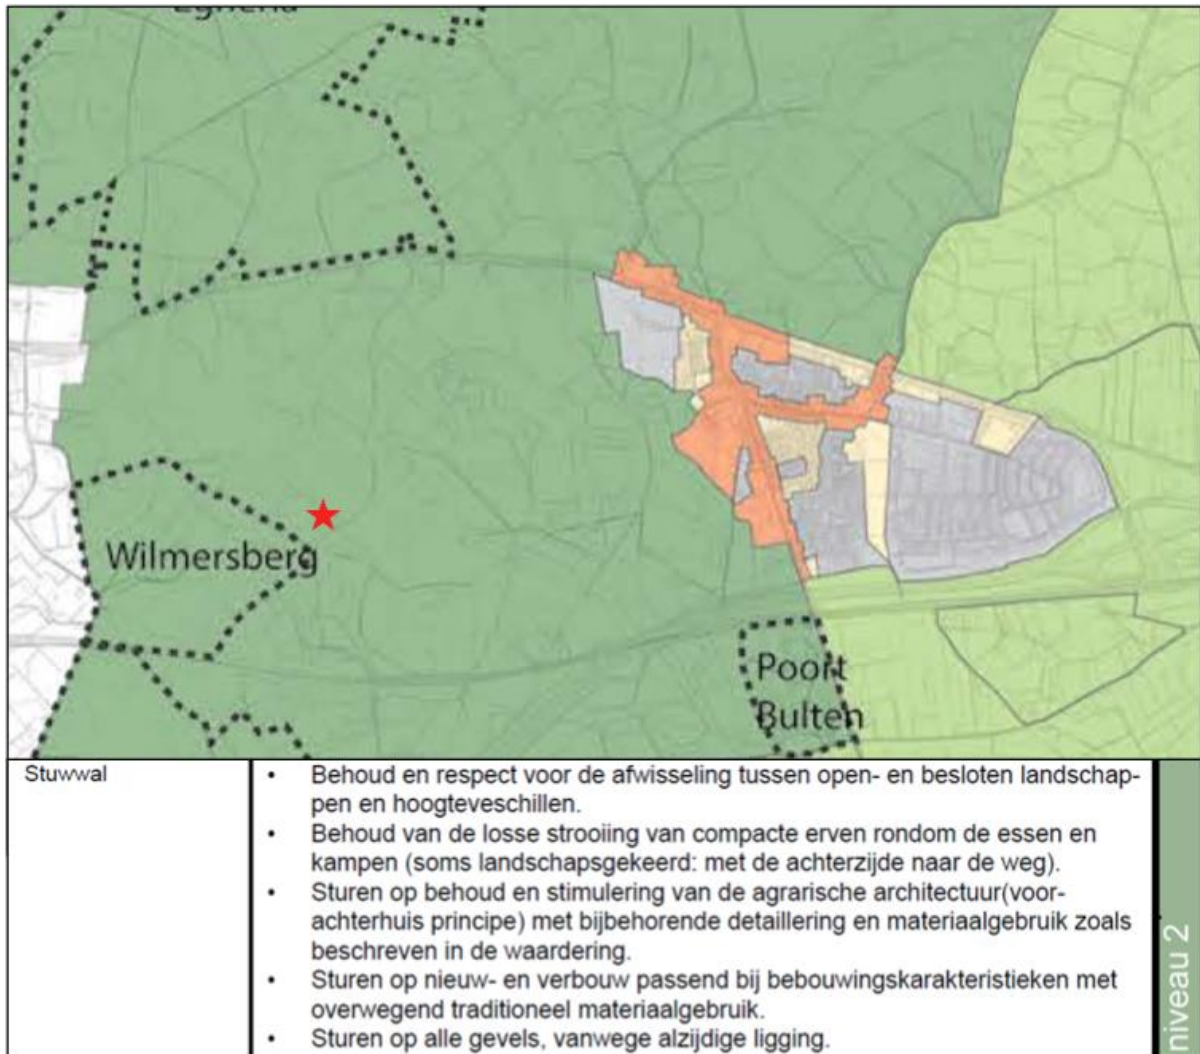 Wilmersberg
Poort
Bulten
Stuwwal
• Behoud en respect voor de afwisseling tussen open- en besloten landschap-
pen en hoogteveschillen.
• Behoud van de losse strooiing van compacte erven rondom de essen en
kampen (soms landschapsgekeerd: met de achterzijde naar de weg).
• Sturen op behoud en stimulering van de agrarische architectuur(voor-
achterhuis principe) met bijbehorende detaillering en materiaalgebruik zoals
beschreven in de waardering.
• Sturen op nieuw- en verbouw passend bij bebouwingskarakteristieken met
overwegend traditioneel materiaalgebruik.
• Sturen op alle gevels, vanwege alzijdige ligging.
niveau 2